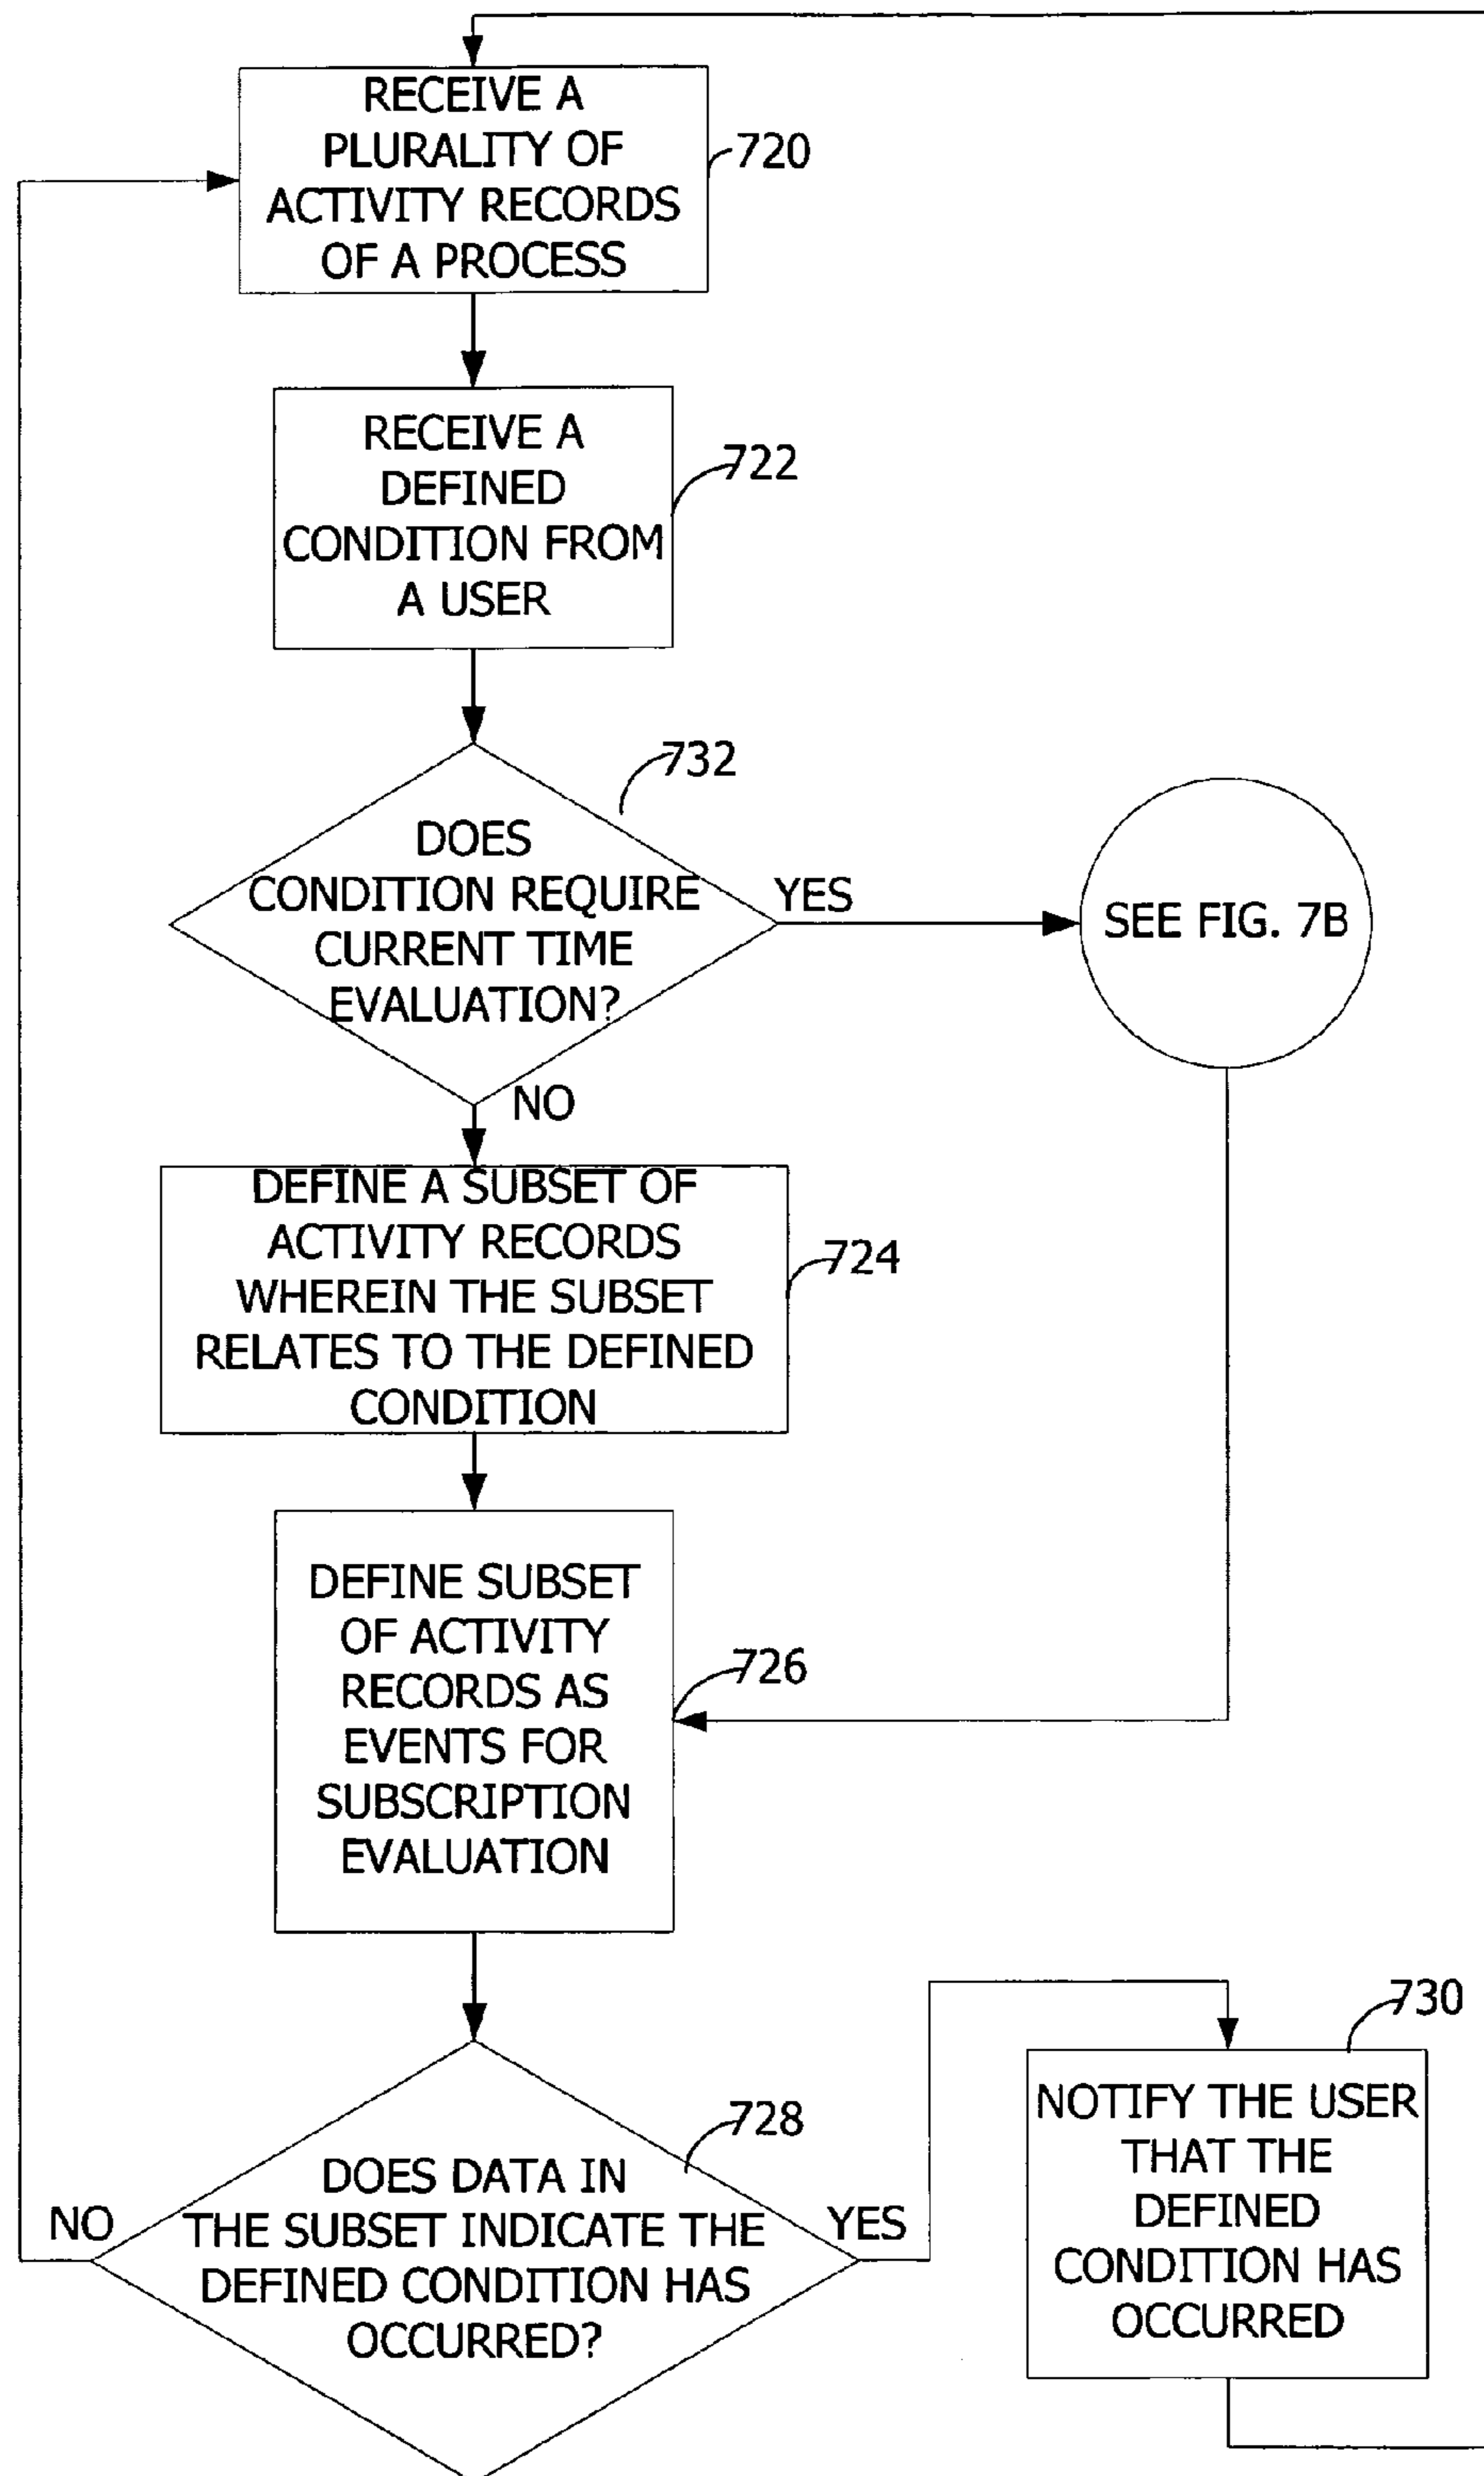 RECEIVE A
PLURALITY OF
ACTIVITY RECORDS
OF A PROCESS
720
RECEIVE A
DEFINED
CONDITION FROM
A USER
722
732
DOES
CONDITION REQUIRE
CURRENT TIME
EVALUATION?
YES
SEE FIG. 7B
NO
DEFINE A SUBSET OF
ACTIVITY RECORDS
WHEREIN THE SUBSET
RELATES TO THE DEFINED
CONDITION
724
DEFINE SUBSET
OF ACTIVITY
RECORDS AS
EVENTS FOR
SUBSCRIPTION
EVALUATION
726
728
DOES DATA IN
THE SUBSET INDICATE THE
DEFINED CONDITION HAS
OCCURRED?
NO
YES
730
NOTIFY THE USER
THAT THE
DEFINED
CONDITION HAS
OCCURRED